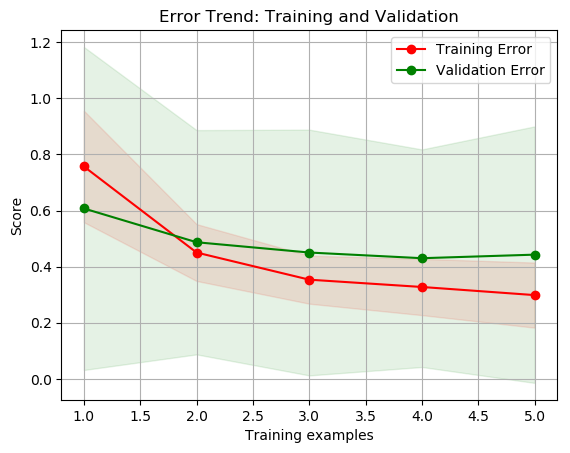 Error Trend: Training and Validation
Training Error
Validation Error
1.2
1.0
0.8
0.6
0.4
0.2
0.0
Score
1.0 1.5 2.0 2.5 3.0 3.5 4.0 4.5 5.0
Training examples